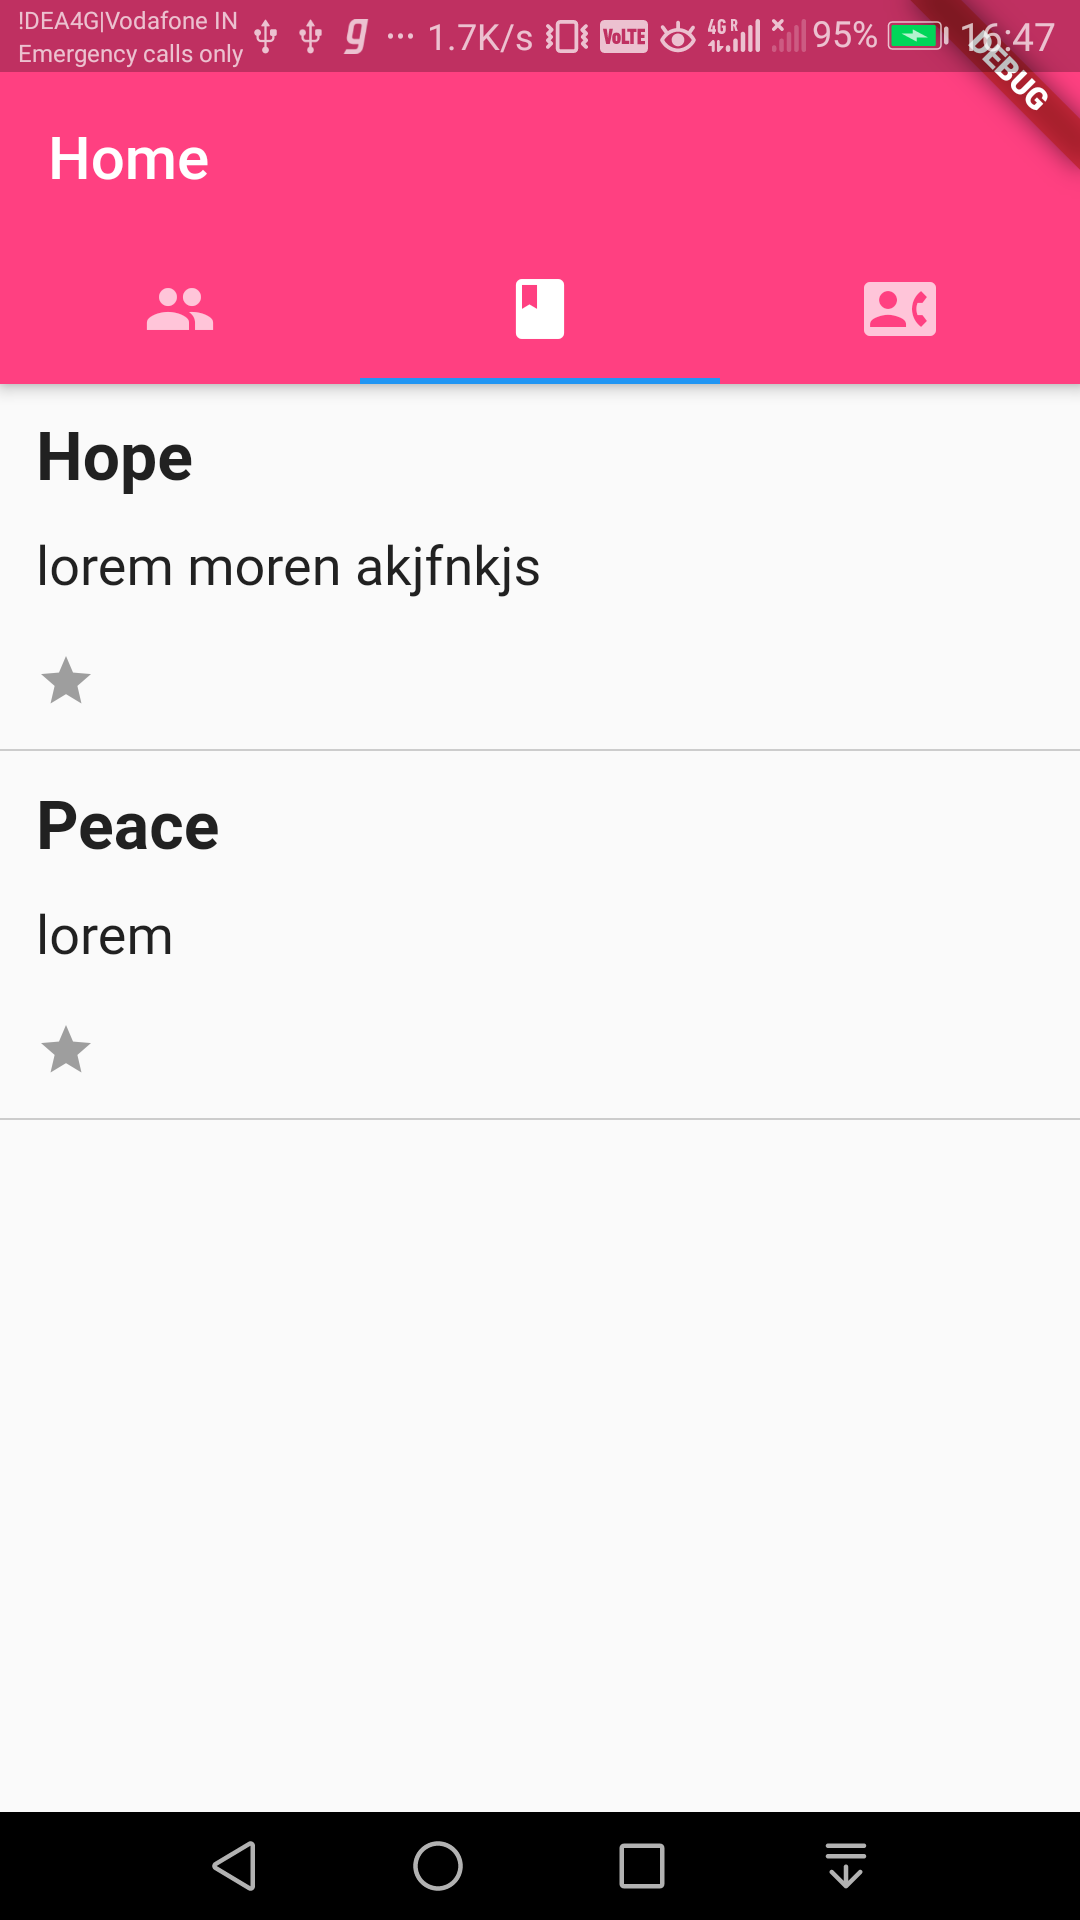 !DEA4G|Vodafone IN
Emergency calls only
g ... 1.7K/s VoLTE 4G R 95% 16:47
DEBUG
Home
Hope
lorem moren akjfnkjs
Peace
lorem